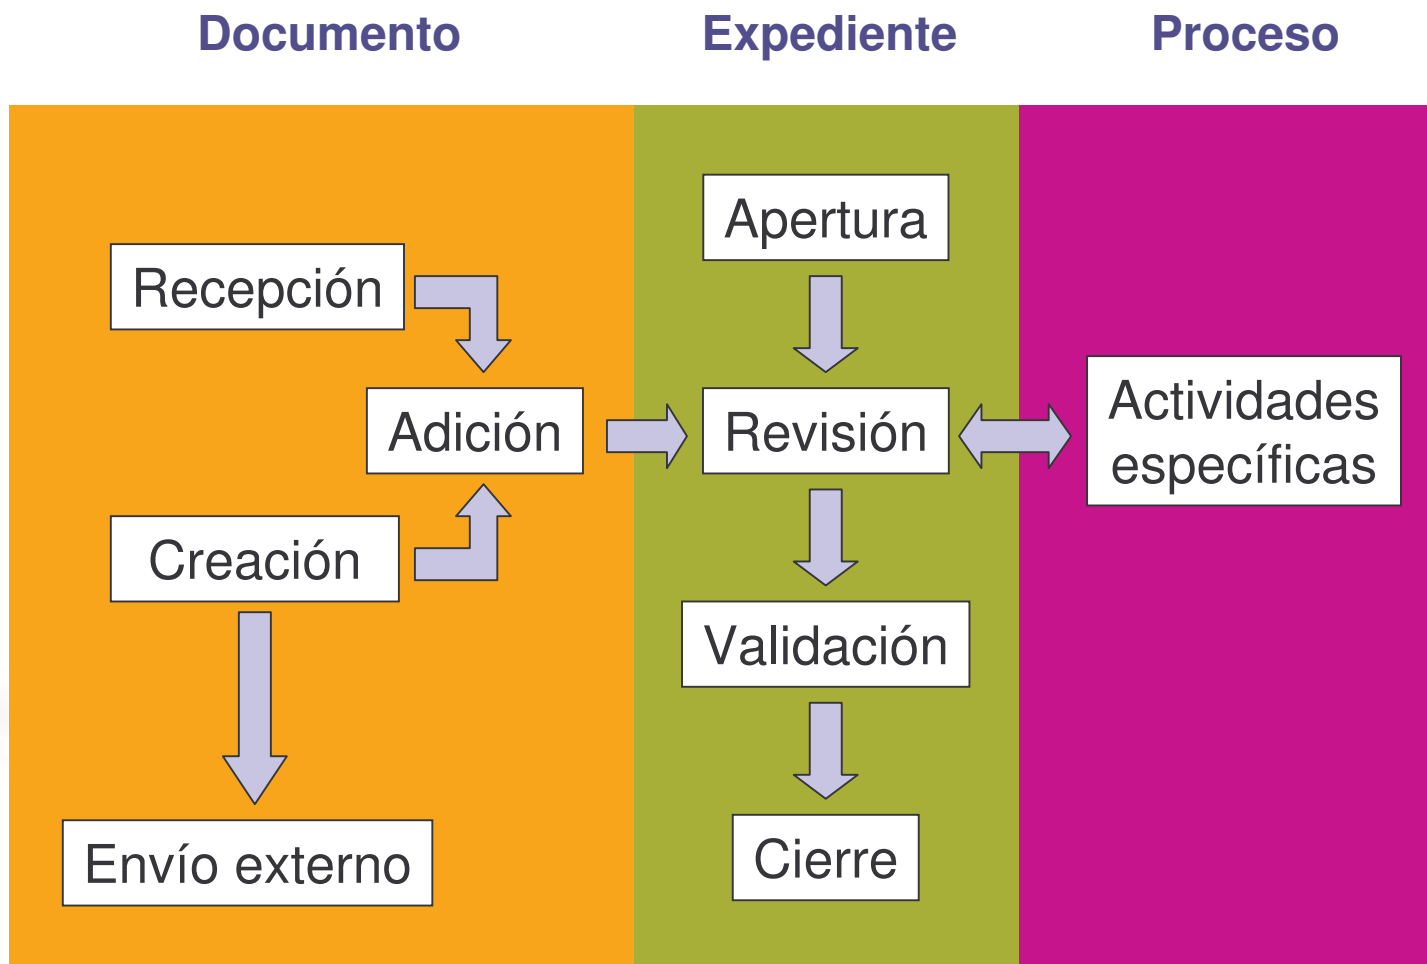 Documento
Expediente
Proceso
Recepción
Adición
Creación
Envío externo
Apertura
Revisión
Validación
Cierre
Actividades
específicas